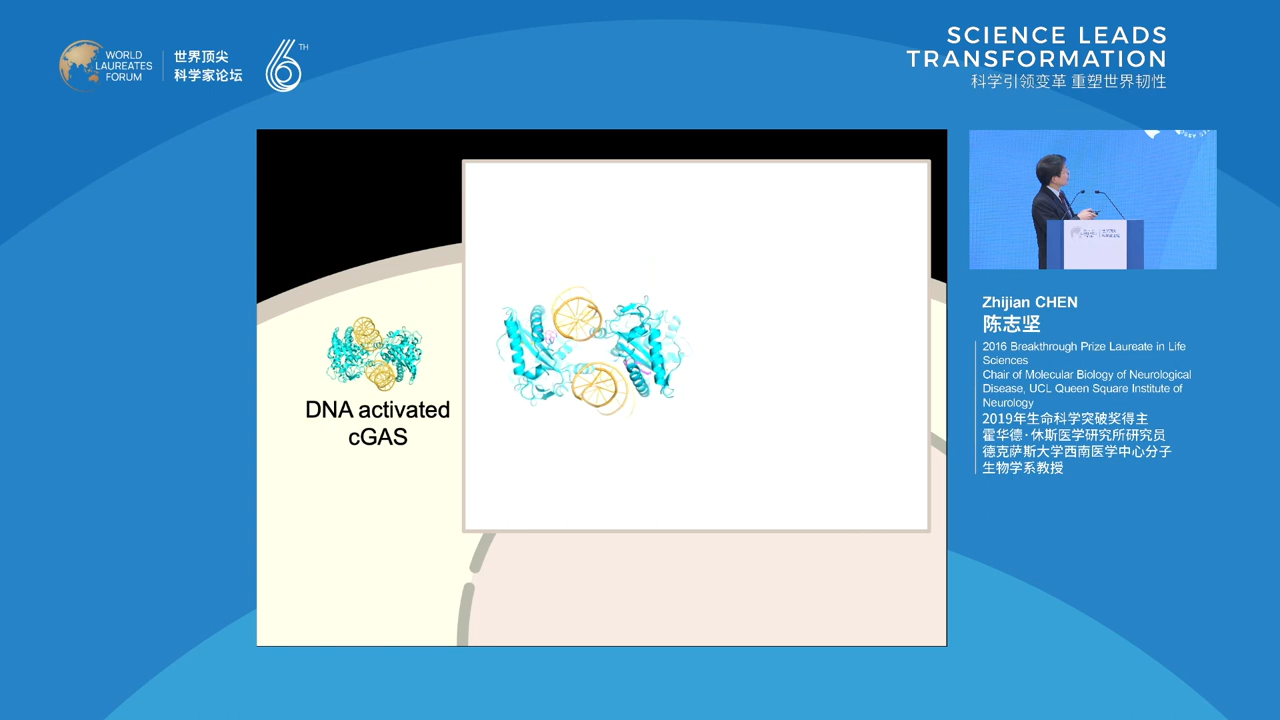 WORLD
LAUREATES
FORUM
世界顶尖
科学家论坛
6TH
SCIENCE LEADS
TRANSFORMATION
科学引领变革 重塑世界韧性
DNA activated
cGAS
Zhijian CHEN
陈志坚
2016 Breakthrough Prize Laureate in Life
Sciences
Chair of Molecular Biology of Neurological
Disease, UCL Queen Square Institute of
Neurology
2019年生命科学突破奖得主
霍华德·休斯医学研究所研究员
德克萨斯大学西南医学中心分子
生物学系教授